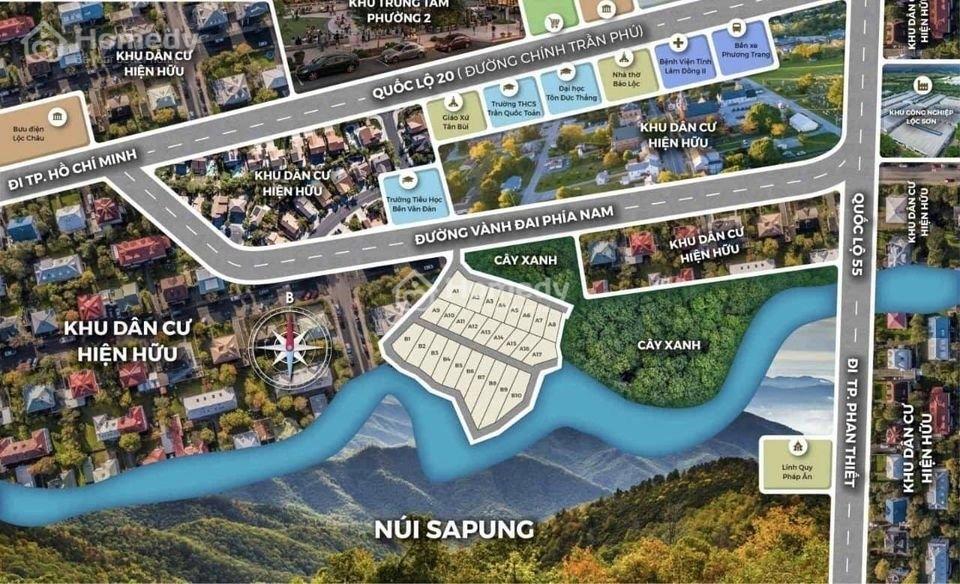 Homedy
KHU TRUNG TÂM
PHƯỜNG 2
KHU DÂN CƯ
HIỆN HỮU
QUỐC LỘ 20 ( ĐƯỜNG CHÍNH TRẦN PHÚ)
Bến xe
Phương Trang
Bệnh Viện Tỉnh
Lâm Đồng II
Nhà thờ
Bảo Lộc
Đại học
Tôn Đức Thắng
Trường THCS
Trần Quốc Toản
Giáo Xứ
Tân Bùi
KHU DÂN CƯ
HIỆN HỮU
KHU CÔNG NGHIỆP
LỘC SƠN
Bưu điện
Lộc Châu
ĐI TP. HỒ CHÍ MINH
KHU DÂN CƯ
HIỆN HỮU
KHU DÂN CƯ
HIỆN HỮU
Trường Tiểu Học
Bến Văn Đàn
ĐƯỜNG VÀNH ĐAI PHÍA NAM
KHU DÂN CƯ
HIỆN HỮU
KHU DÂN CƯ
HIỆN HỮU
QUỐC LỘ 55
CÂY XANH
Homedy
A1
A2
A3
A4
A5
A6
A7
A8
A9
A10
A11
A12
A13
A14
A15
A16
A17
B
B1
B2
B3
B4
B5
B6
B7
B8
B9
B10
KHU DÂN CƯ
HIỆN HỮU
CÂY XANH
ĐI TP. PHAN THIẾT
KHU DÂN CƯ
HIỆN HỮU
Linh Quy
Pháp Ấn
NÚI SAPUNG